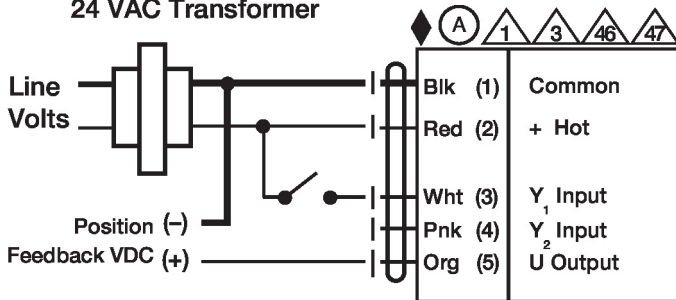 24 VAC Transformer
A 1 3 46 47
Line Volts
Blk (1) Common
Red (2) + Hot
Wht (3) Y1 Input
Position (–)
Pnk (4) Y2 Input
Feedback VDC (+)
Org (5) U Output